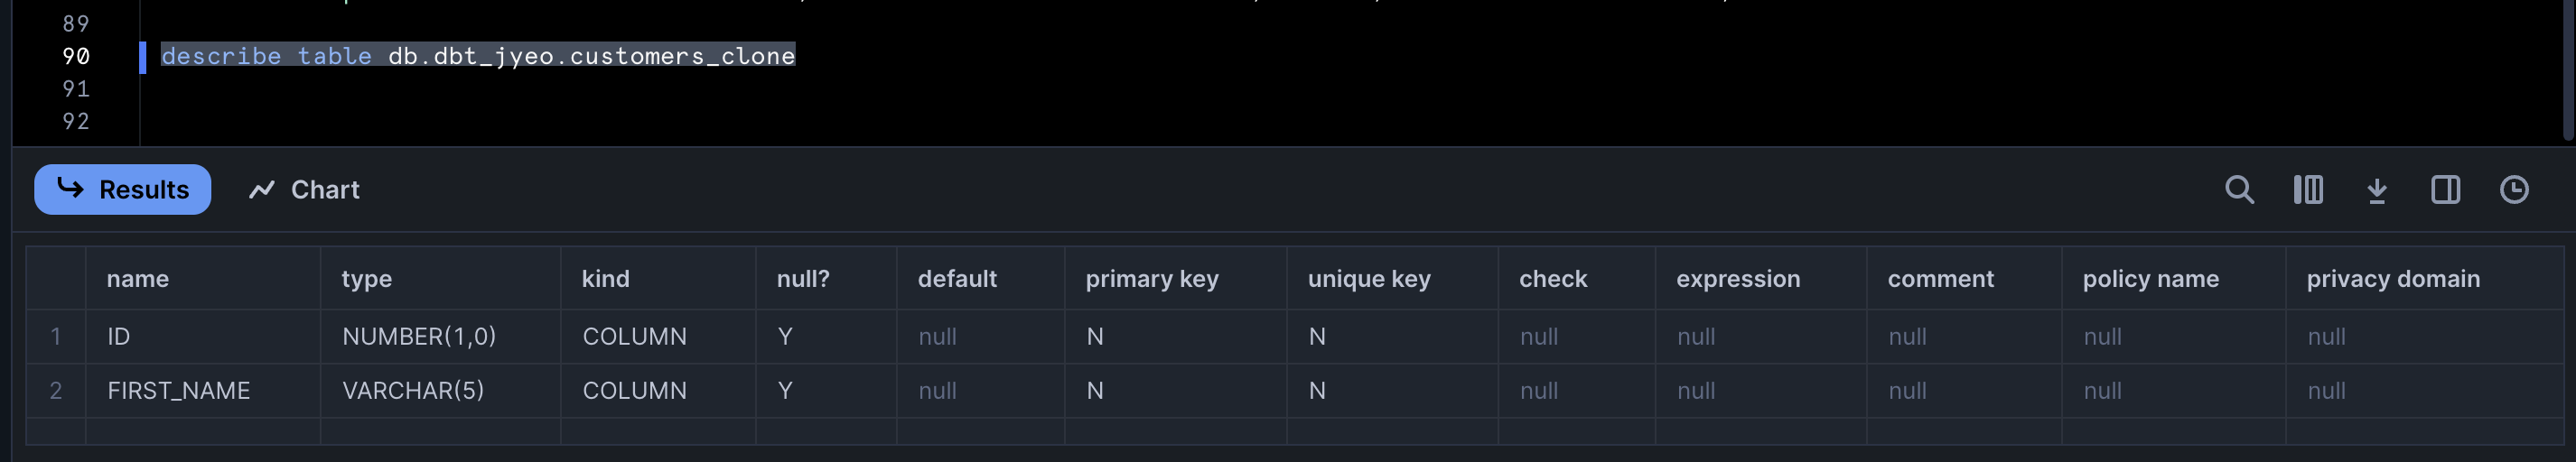 89
90 describe table db.dbt_jyeo.customers_clone
91
92
Results Chart
name type kind null? default primary key unique key check expression comment policy name privacy domain
1 ID NUMBER(1,0) COLUMN Y null N N null null null null null
2 FIRST_NAME VARCHAR(5) COLUMN Y null N N null null null null null